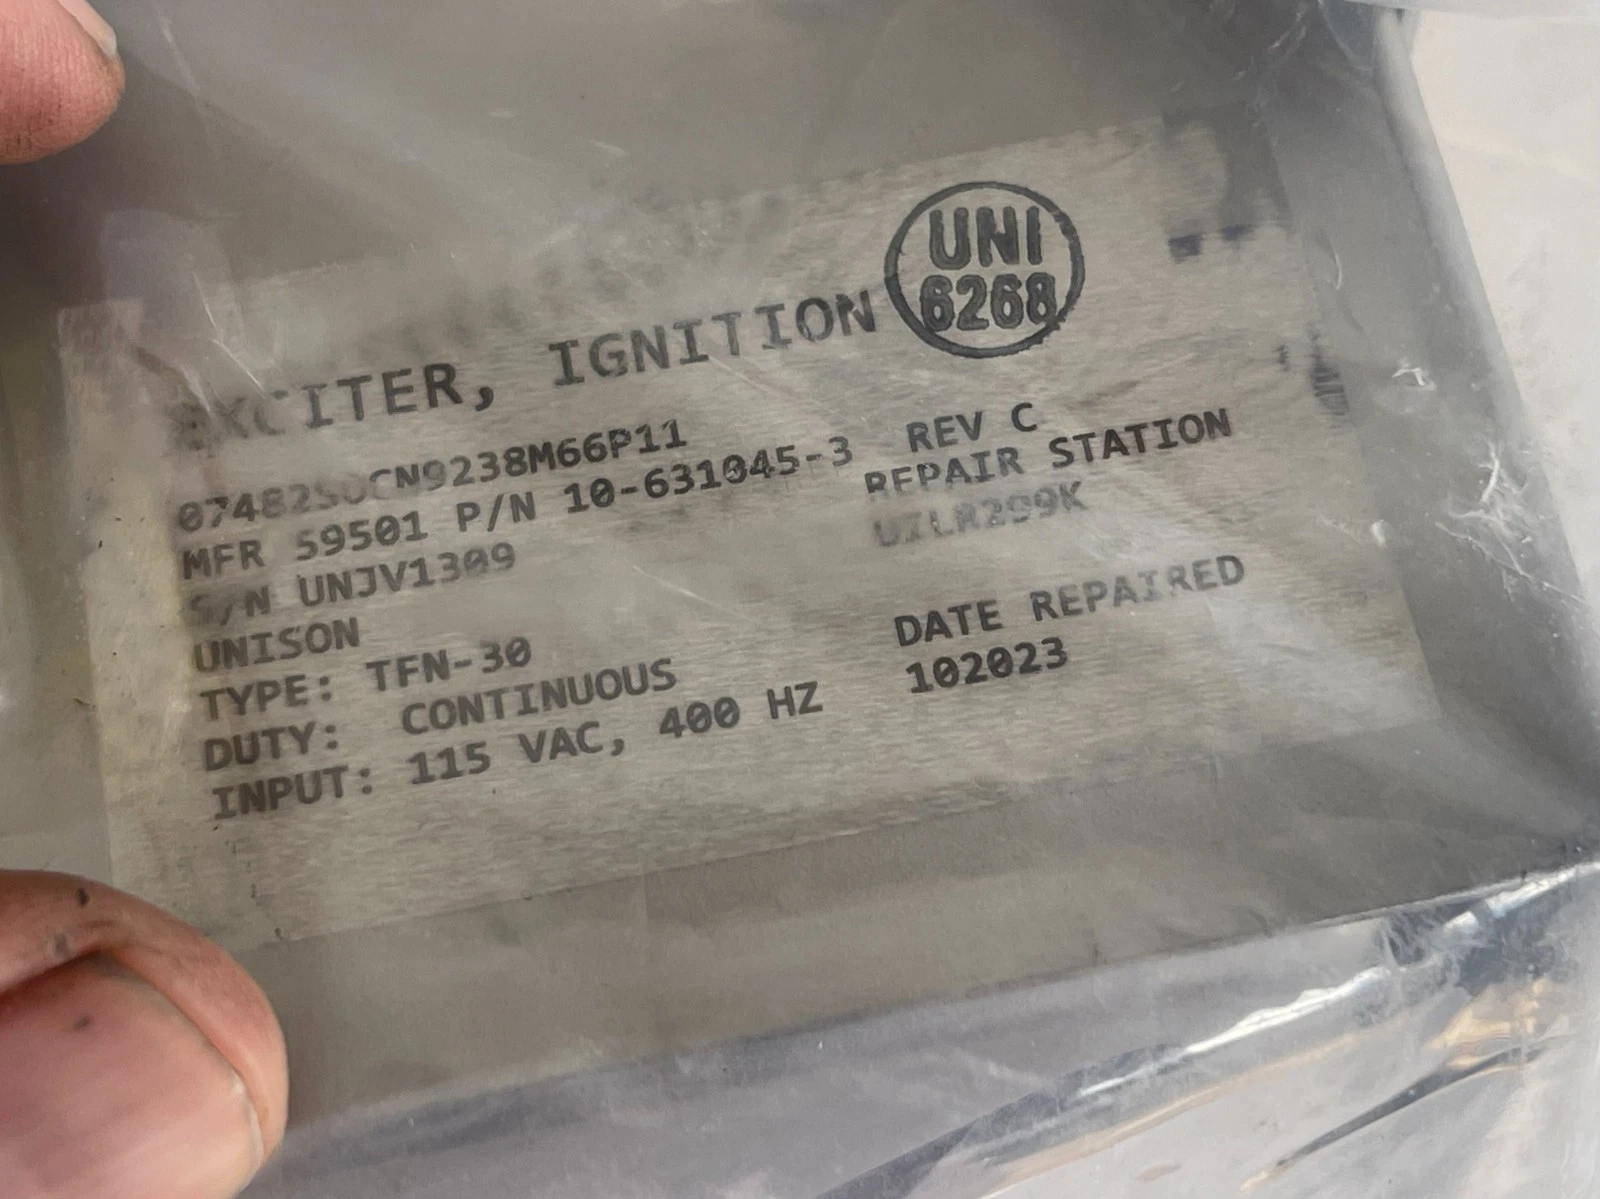 UNI
6268
EXCITER, IGNITION
07482SOCN9238M66P11
MFR 59501 P/N 10-631045-3 REV C
S/N UNJV1309
UNISON
TYPE: TFN-30
DUTY: CONTINUOUS
INPUT: 115 VAC, 400 HZ
REPAIR STATION
DATE REPAIRED
102023